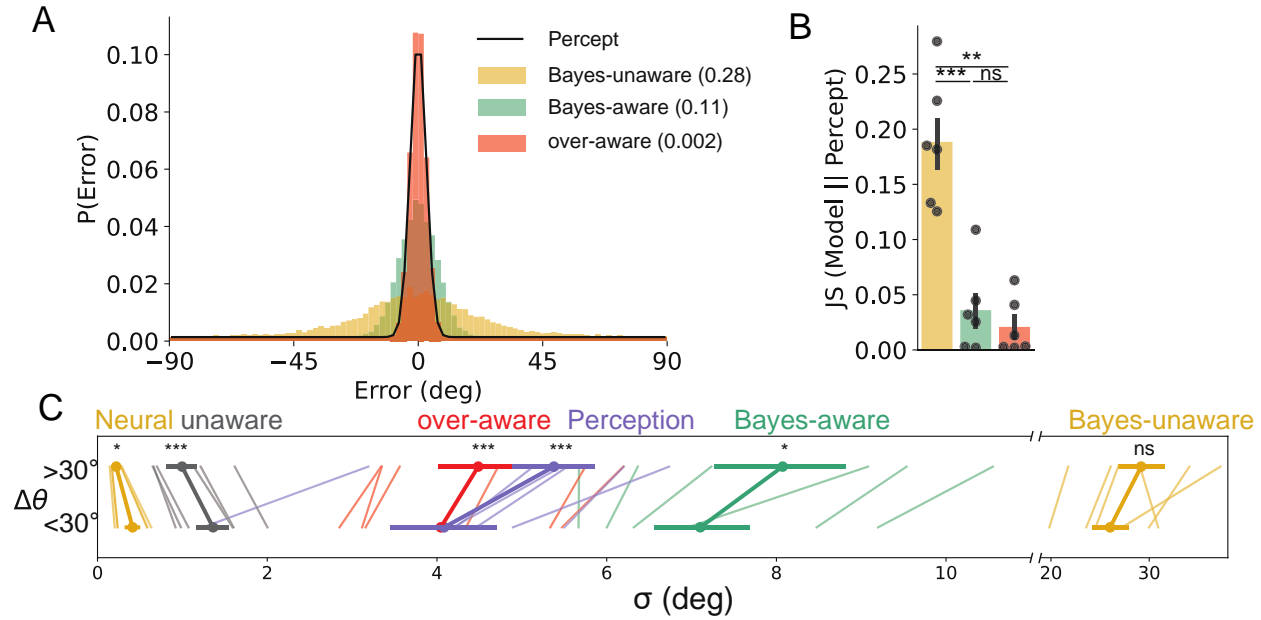 A
0.10
0.08
0.06
0.04
0.02
0.00
P(Error)
−90
−45
0
45
90
Error (deg)
Percept
Bayes-unaware (0.28)
Bayes-aware (0.11)
over-aware (0.002)
B
0.25
0.20
0.15
0.10
0.05
0.00
JS (Model || Percept)
**
*** ns
C
Neural unaware over-aware Perception Bayes-aware Bayes-unaware
* *** *** *** * ns
>30°
Δθ
<30°
0 2 4 6 8 10 20 30
σ (deg)